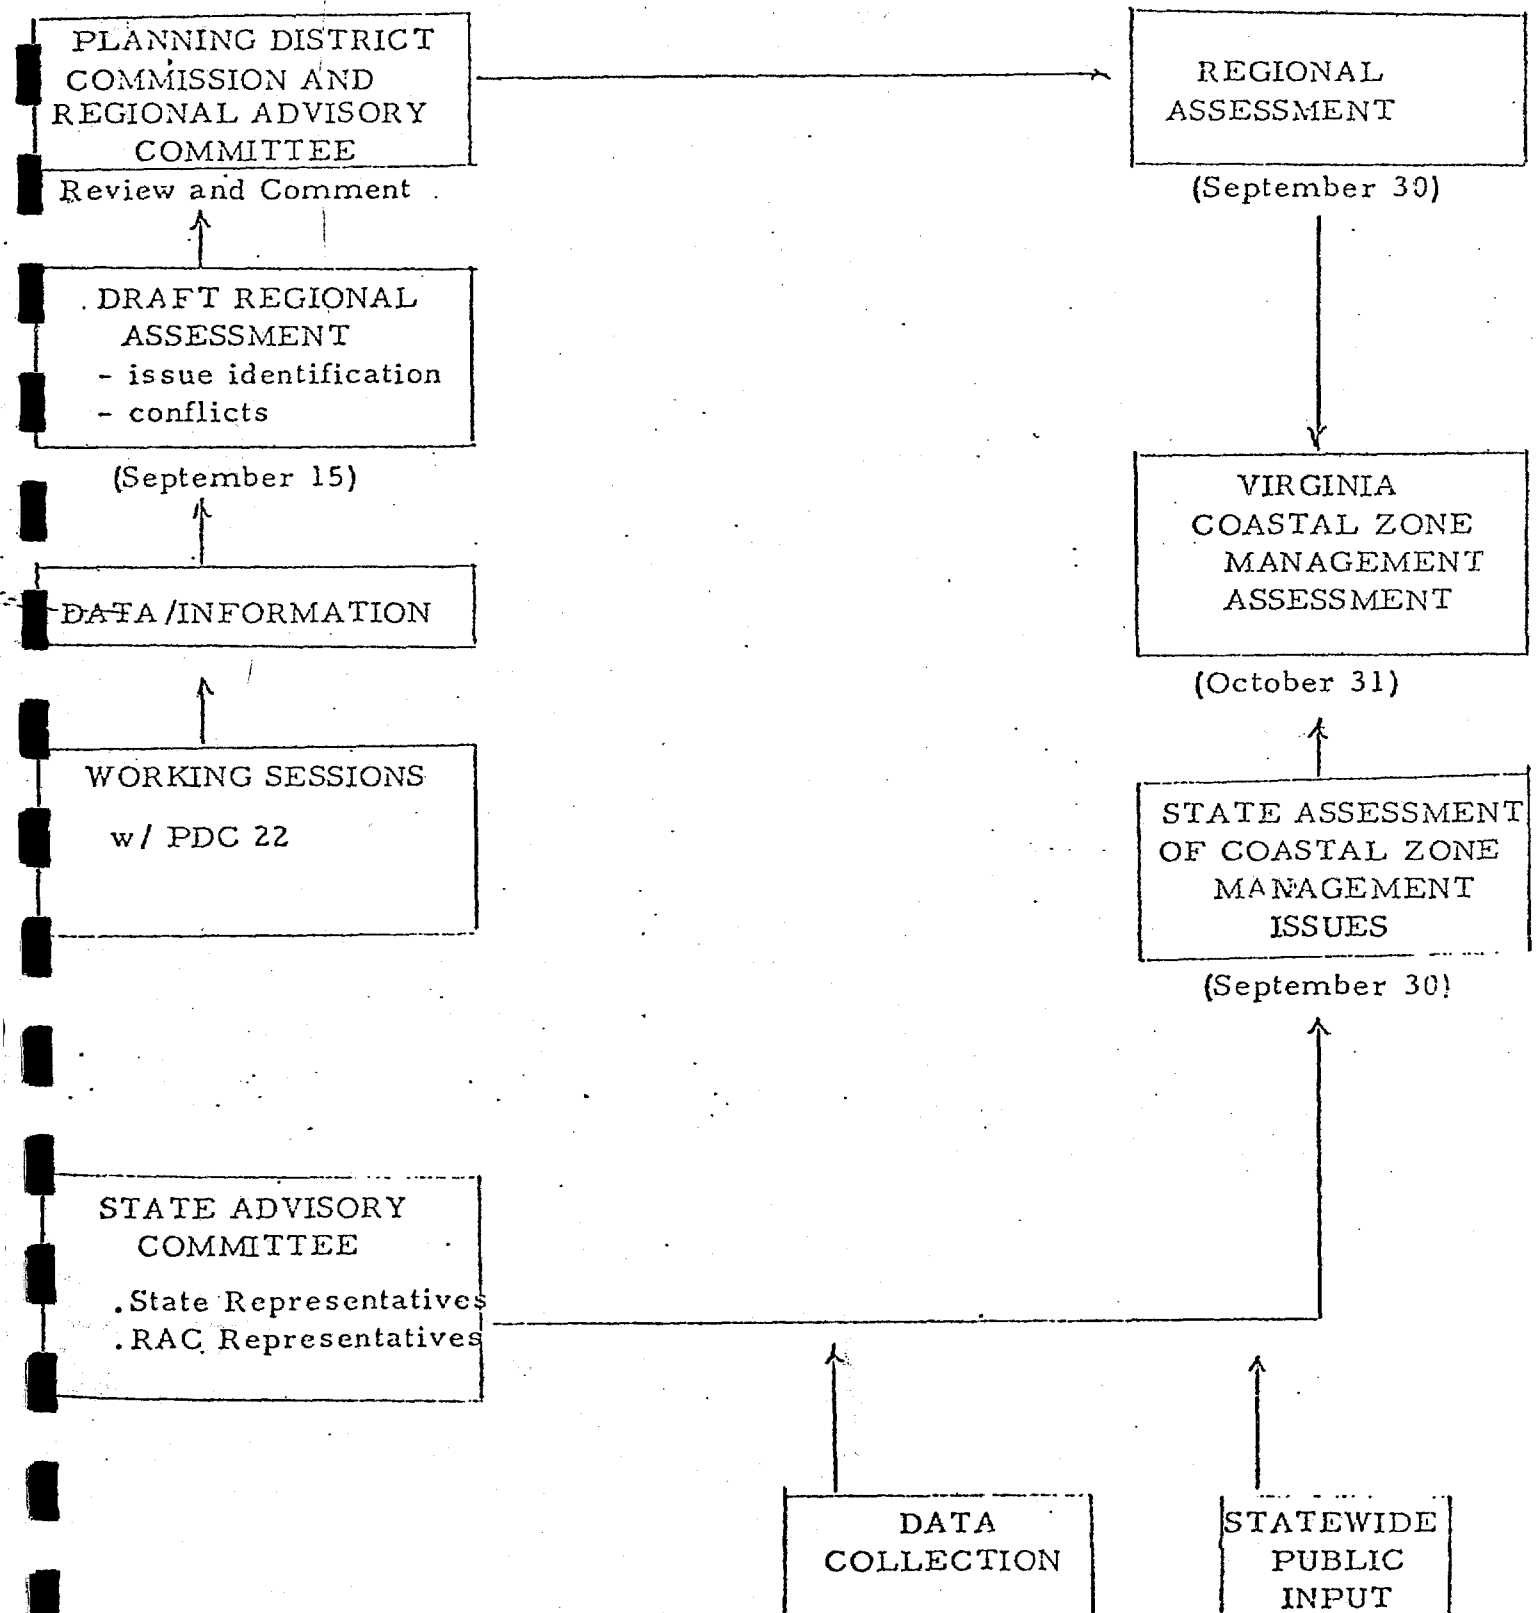 PLANNING DISTRICT
COMMISSION AND
REGIONAL ADVISORY
COMMITTEE
Review and Comment
REGIONAL
ASSESSMENT
(September 30)
DRAFT REGIONAL
ASSESSMENT
- issue identification
- conflicts
(September 15)
VIRGINIA
COASTAL ZONE
MANAGEMENT
ASSESSMENT
(October 31)
DATA/INFORMATION
WORKING SESSIONS
w/ PDC 22
STATE ASSESSMENT
OF COASTAL ZONE
MANAGEMENT
ISSUES
(September 30)
STATE ADVISORY
COMMITTEE
.State Representatives
.RAC Representatives
DATA
COLLECTION
STATEWIDE
PUBLIC
INPUT